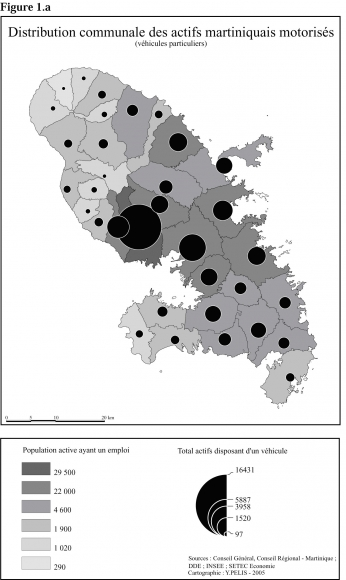 Figure 1.a
Distribution communale des actifs martiniquais motorisés
(véhicules particuliers)
0 5 10 20 km
Population active ayant un emploi
29 500
22 000
4 600
1 900
1 020
290
Total actifs disposant d'un véhicule
16431
5887
3958
1520
97
Sources : Conseil Général, Conseil Régional - Martinique ;
DDE ; INSEE ; SETEC Economie
Cartographie : Y.PELIS - 2005